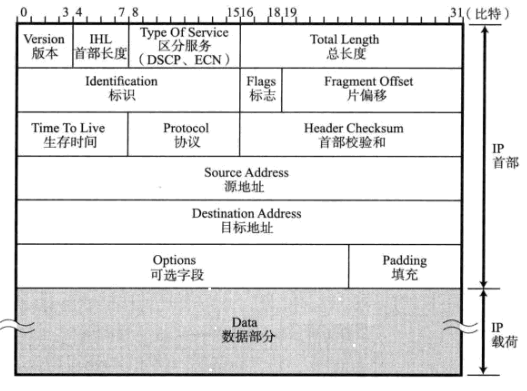 0 3 4 7 8 15 16 18 19 31 (比特)
Version
版本
IHL
首部长度
Type Of Service
区分服务
(DSCP、ECN)
Total Length
总长度
Identification
标识
Flags
标志
Fragment Offset
片偏移
Time To Live
生存时间
Protocol
协议
Header Checksum
首部校验和
Source Address
源地址
Destination Address
目标地址
Options
可选字段
Padding
填充
IP
首部
Data
数据部分
IP
载荷